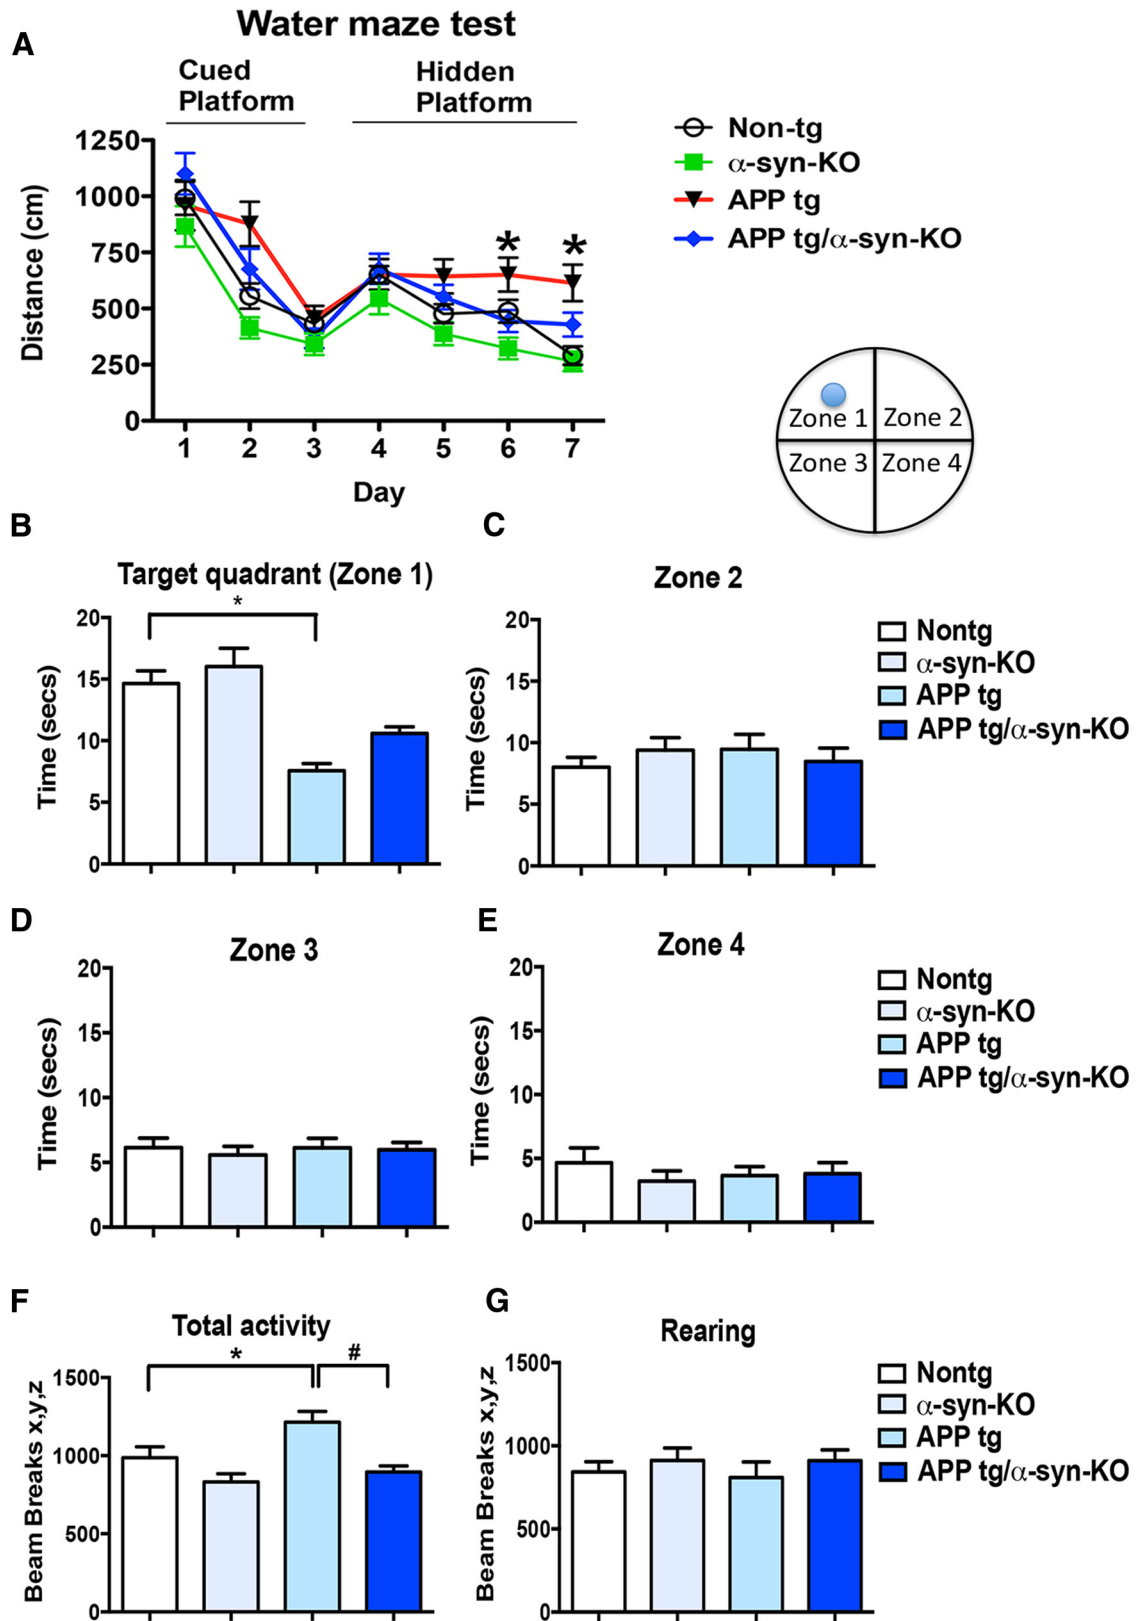 A
Water maze test
Cued
Platform
Hidden
Platform
1250
1000
750
500
250
0
Distance (cm)
* *
1 2 3 4 5 6 7
Day
Non-tg
α-syn-KO
APP tg
APP tg/α-syn-KO
Zone 1 Zone 2
Zone 3 Zone 4
B
Target quadrant (Zone 1)
*
20
15
10
5
0
Time (secs)
C
Zone 2
20
15
10
5
0
Time (secs)
Nontg
α-syn-KO
APP tg
APP tg/α-syn-KO
D
Zone 3
20
15
10
5
0
Time (secs)
E
Zone 4
20
15
10
5
0
Time (secs)
Nontg
α-syn-KO
APP tg
APP tg/α-syn-KO
F
Total activity
* #
1500
1000
500
0
Beam Breaks x,y,z
G
Rearing
1500
1000
500
0
Beam Breaks x,y,z
Nontg
α-syn-KO
APP tg
APP tg/α-syn-KO